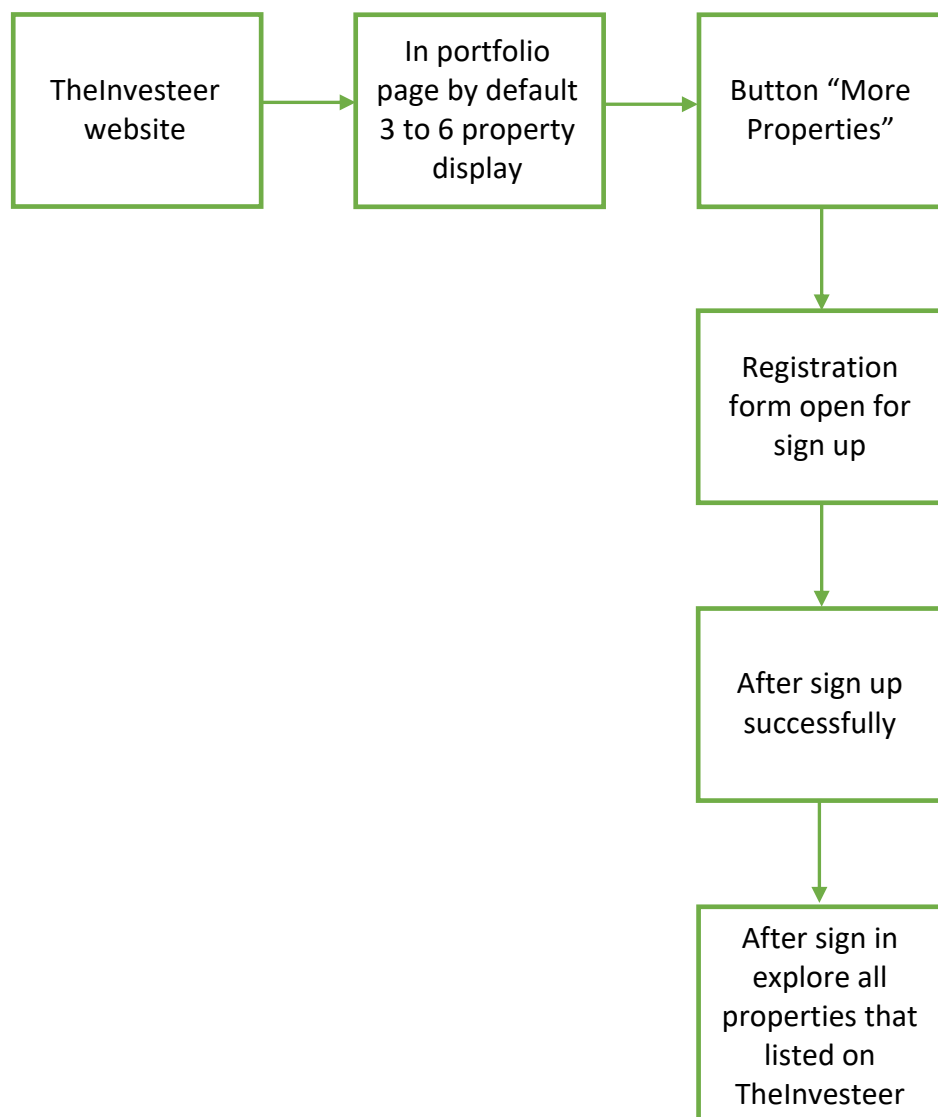 TheInvesteer
website
In portfolio
page by default
3 to 6 property
display
Button “More
Properties”
Registration
form open for
sign up
After sign up
successfully
After sign in
explore all
properties that
listed on
TheInvesteer